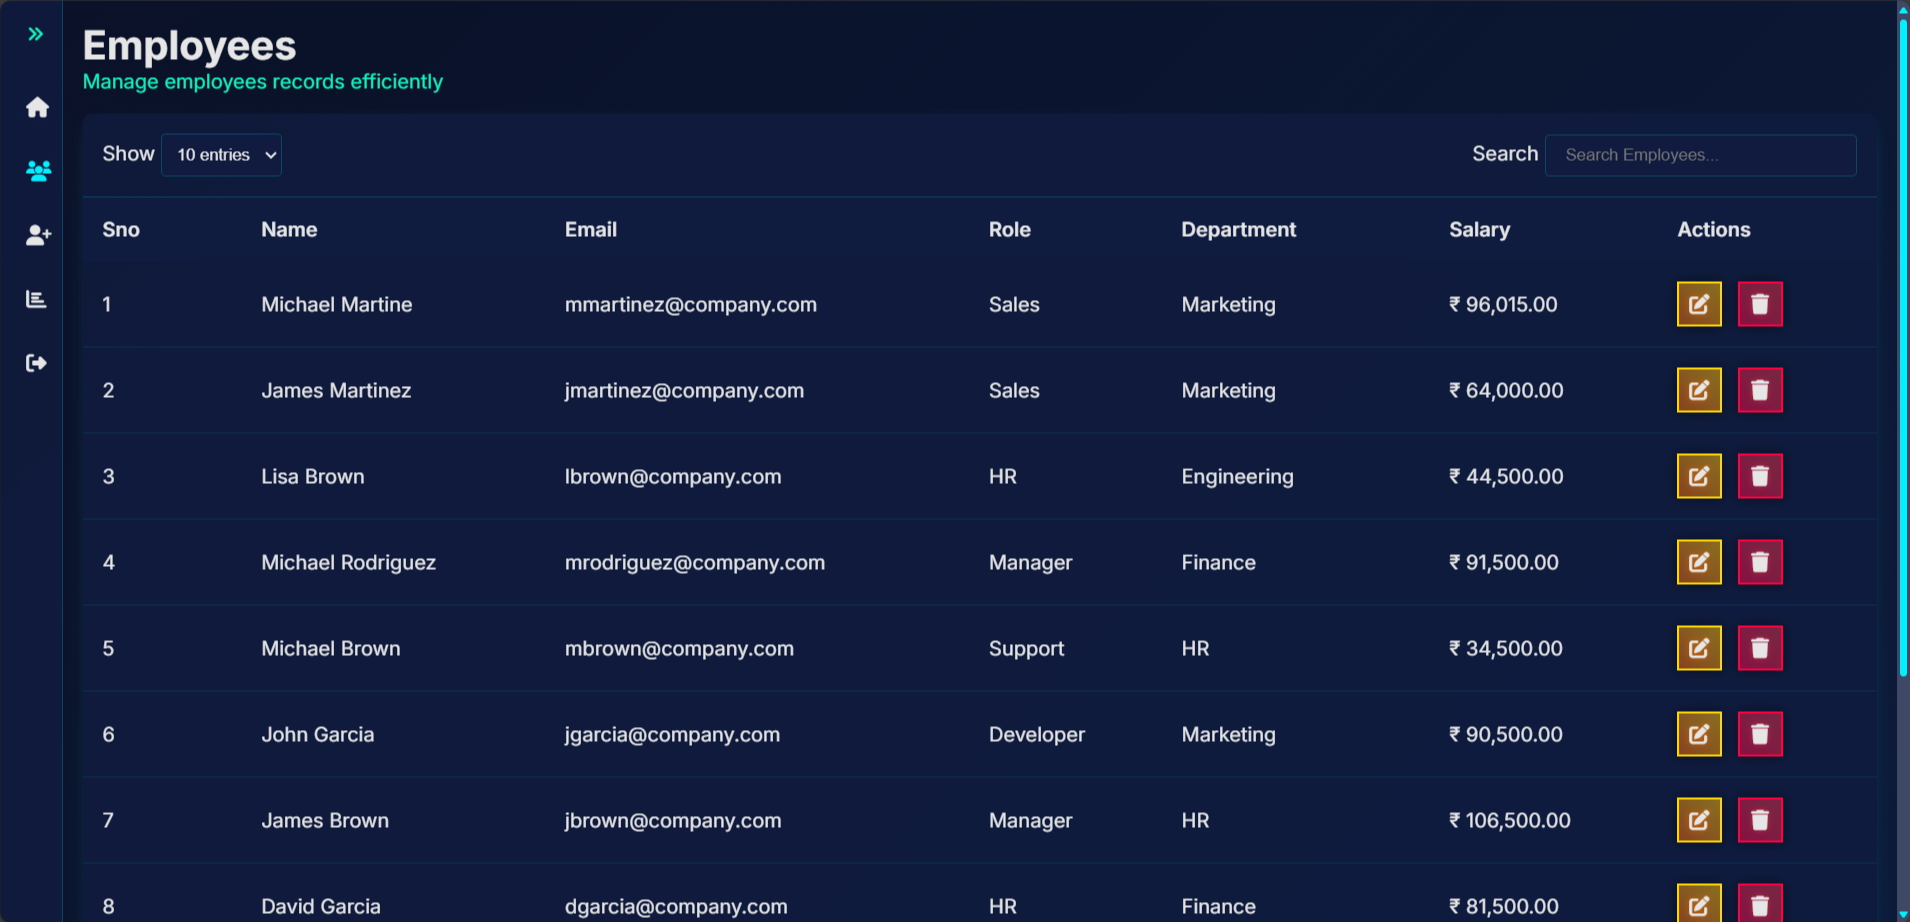 Employees
Manage employees records efficiently
Show 10 entries Search Search Employees...
Sno Name Email Role Department Salary Actions
1 Michael Martine mmartinez@company.com Sales Marketing ₹ 96,015.00
2 James Martinez jmartinez@company.com Sales Marketing ₹ 64,000.00
3 Lisa Brown lbrown@company.com HR Engineering ₹ 44,500.00
4 Michael Rodriguez mrodriguez@company.com Manager Finance ₹ 91,500.00
5 Michael Brown mbrown@company.com Support HR ₹ 34,500.00
6 John Garcia jgarcia@company.com Developer Marketing ₹ 90,500.00
7 James Brown jbrown@company.com Manager HR ₹ 106,500.00
8 David Garcia dgarcia@company.com HR Finance ₹ 81,500.00